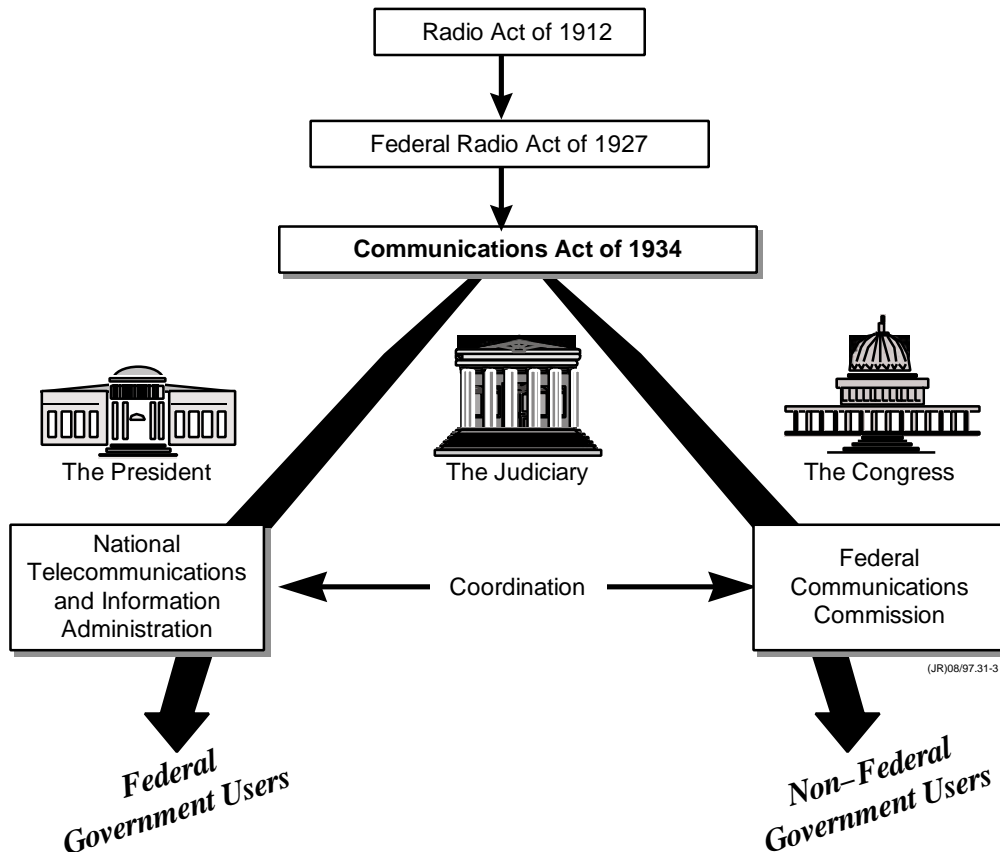 Radio Act of 1912
Federal Radio Act of 1927
Communications Act of 1934
The President
The Judiciary
The Congress
National
Telecommunications
and Information
Administration
Coordination
Federal
Communications
Commission
(JR)08/97.31-3
Federal
Government Users
Non–Federal
Government Users